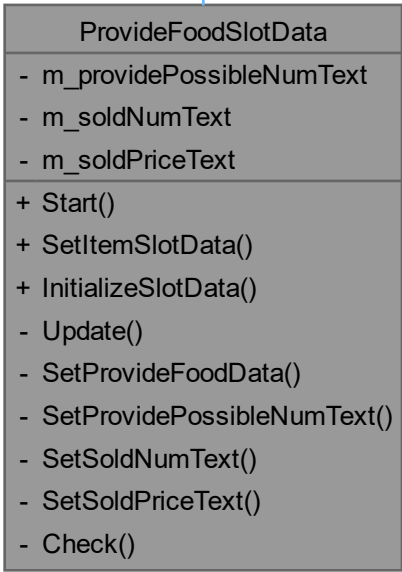 ProvideFoodSlotData
- m_providePossibleNumText
- m_soldNumText
- m_soldPriceText
+ Start()
+ SetItemSlotData()
+ InitializeSlotData()
- Update()
- SetProvideFoodData()
- SetProvidePossibleNumText()
- SetSoldNumText()
- SetSoldPriceText()
- Check()